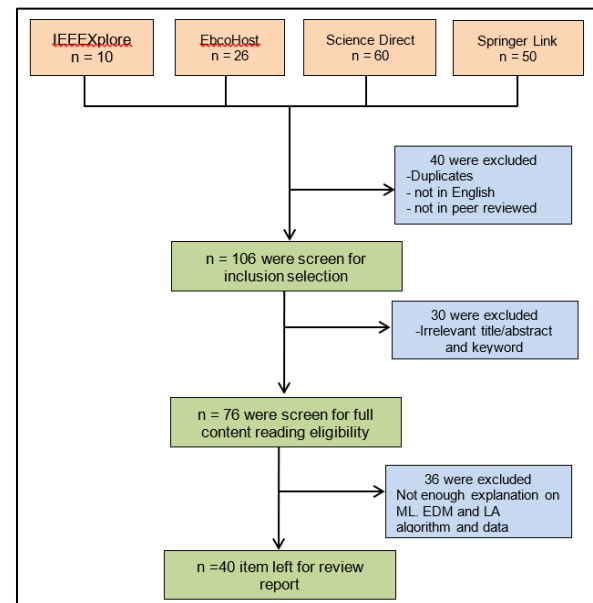 IEEEXplore
n = 10
EbcoHost
n = 26
Science Direct
n = 60
Springer Link
n = 50
40 were excluded
-Duplicates
- not in English
- not in peer reviewed
n = 106 were screen for
inclusion selection
30 were excluded
-Irrelevant title/abstract
and keyword
n = 76 were screen for full
content reading eligibility
36 were excluded
Not enough explanation on
ML. EDM and LA
algorithm and data
n =40 item left for review
report